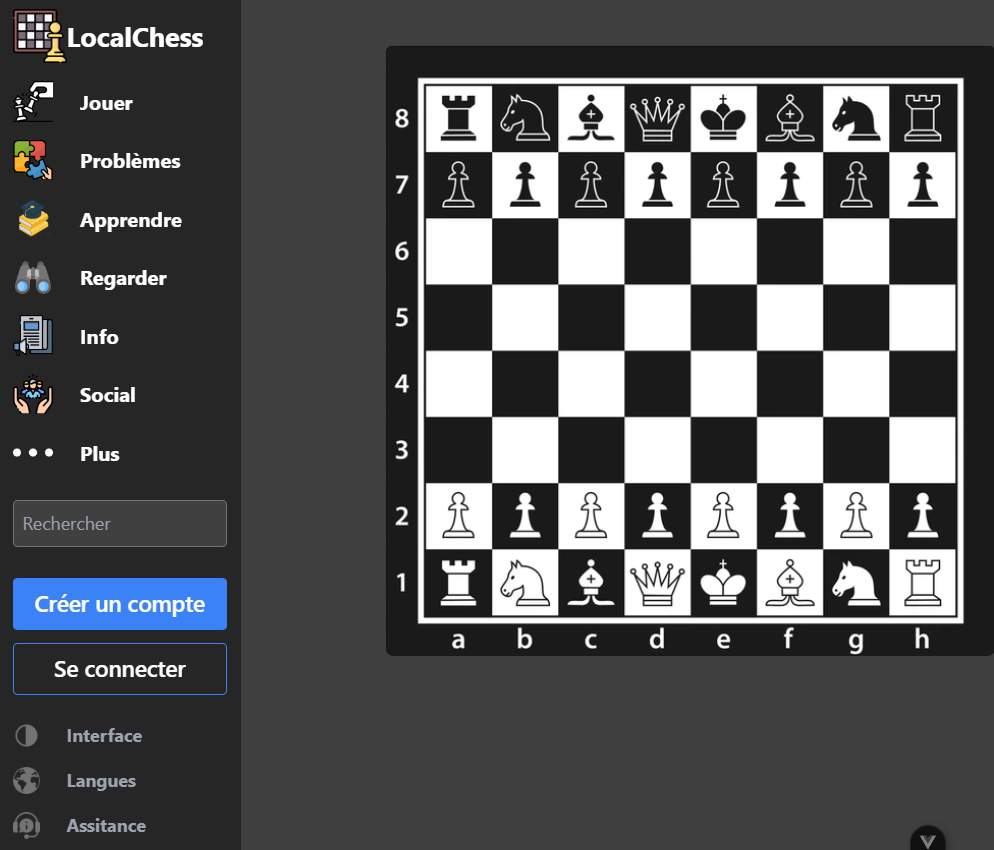 LocalChess
Jouer
Problèmes
Apprendre
Regarder
Info
Social
Plus
Rechercher
Créer un compte
Se connecter
Interface
Langues
Assitance
8
7
6
5
4
3
2
1
a b c d e f g h